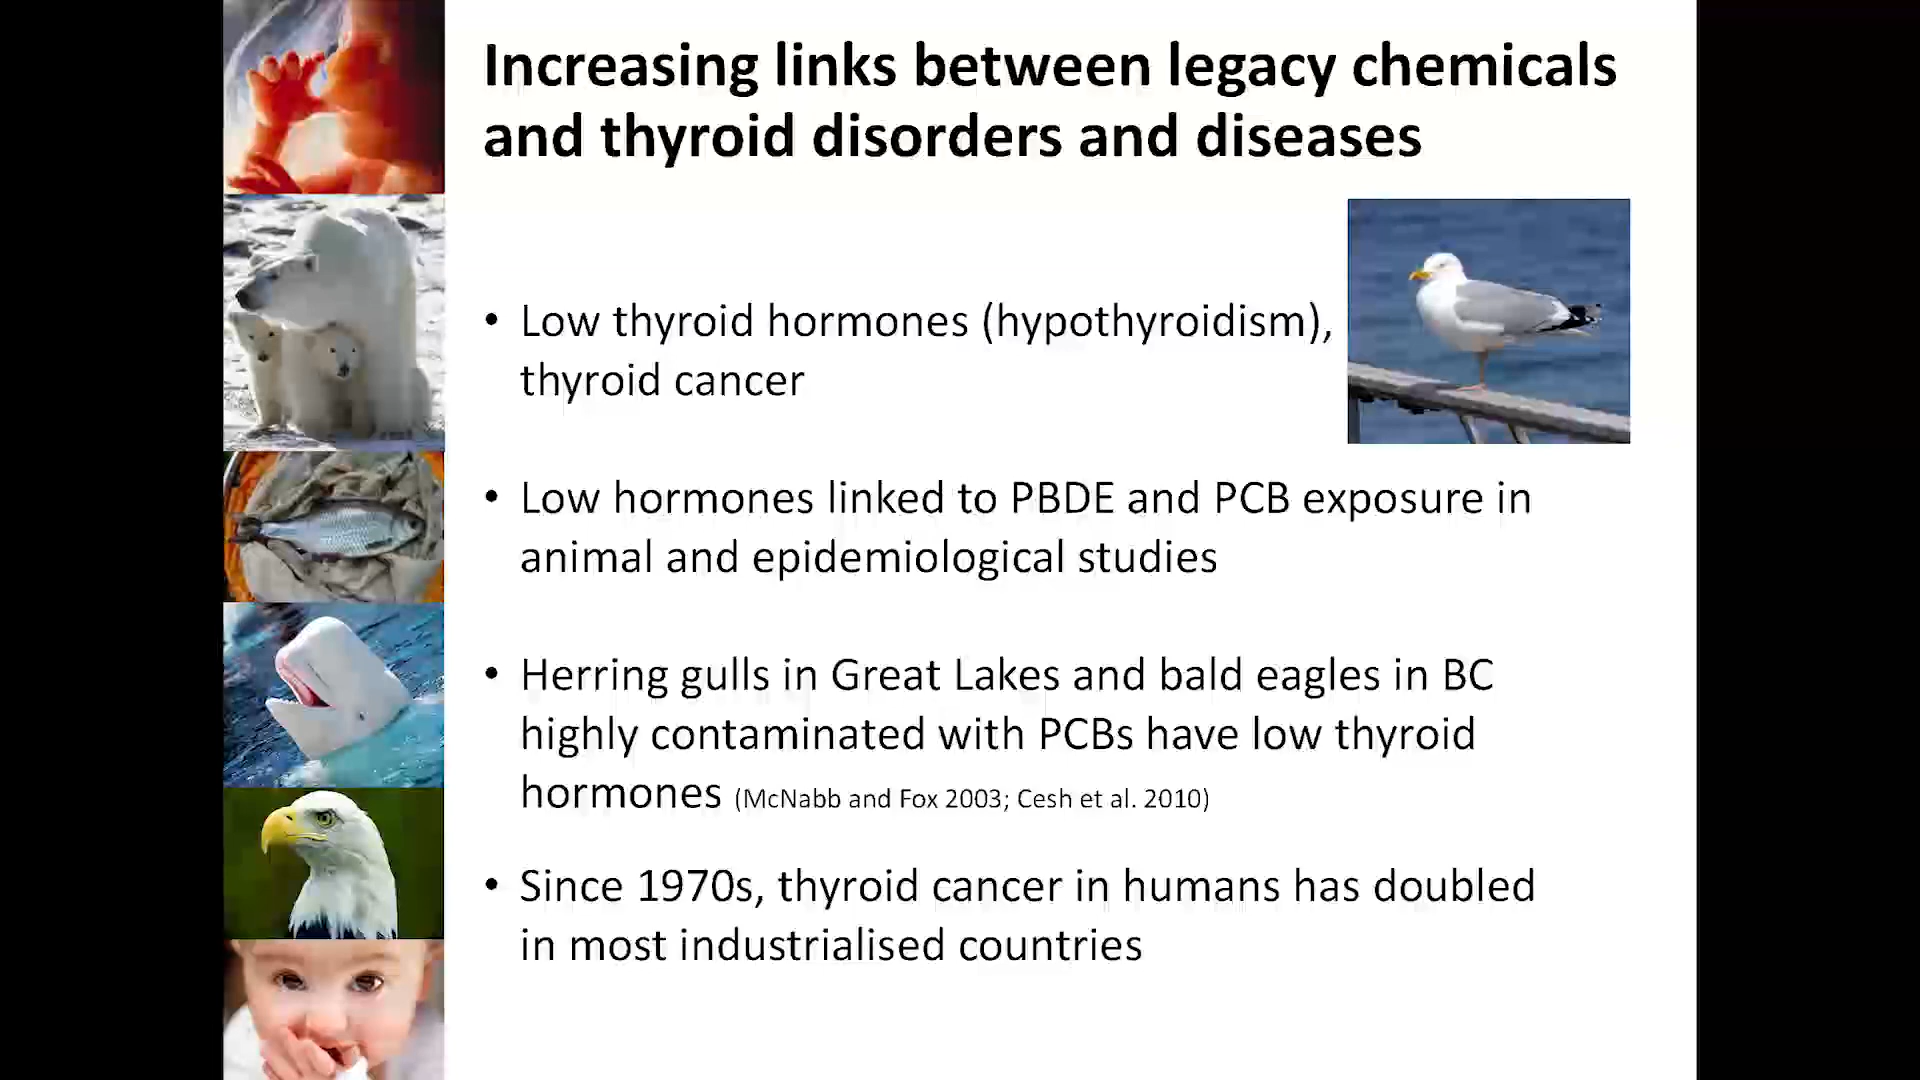 Increasing links between legacy chemicals
and thyroid disorders and diseases
• Low thyroid hormones (hypothyroidism),
thyroid cancer
• Low hormones linked to PBDE and PCB exposure in
animal and epidemiological studies
• Herring gulls in Great Lakes and bald eagles in BC
highly contaminated with PCBs have low thyroid
hormones (McNabb and Fox 2003; Cesh et al. 2010)
• Since 1970s, thyroid cancer in humans has doubled
in most industrialised countries